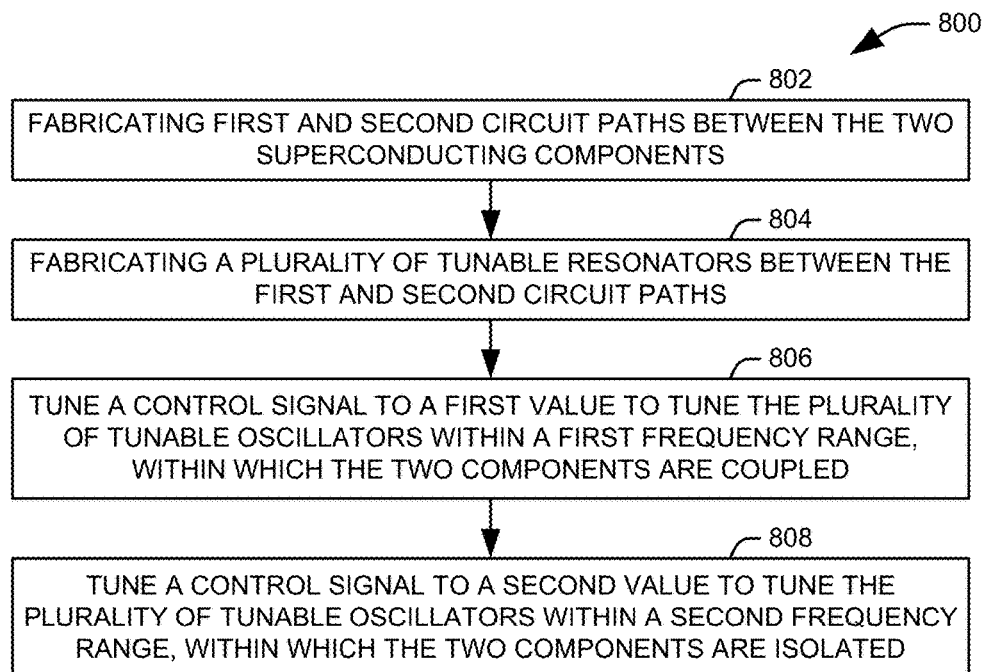 800
802
FABRICATING FIRST AND SECOND CIRCUIT PATHS BETWEEN THE TWO
SUPERCONDUCTING COMPONENTS
804
FABRICATING A PLURALITY OF TUNABLE RESONATORS BETWEEN THE
FIRST AND SECOND CIRCUIT PATHS
806
TUNE A CONTROL SIGNAL TO A FIRST VALUE TO TUNE THE PLURALITY
OF TUNABLE OSCILLATORS WITHIN A FIRST FREQUENCY RANGE,
WITHIN WHICH THE TWO COMPONENTS ARE COUPLED
808
TUNE A CONTROL SIGNAL TO A SECOND VALUE TO TUNE THE
PLURALITY OF TUNABLE OSCILLATORS WITHIN A SECOND FREQUENCY
RANGE, WITHIN WHICH THE TWO COMPONENTS ARE ISOLATED